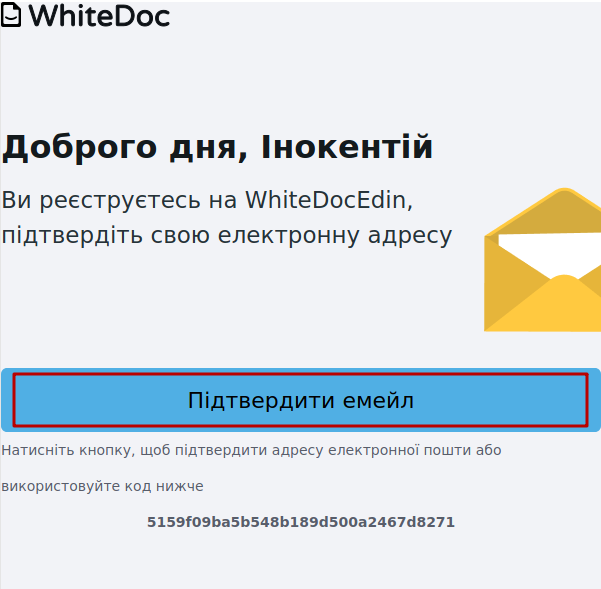 WhiteDoc
Доброго дня, Інокентій
Ви реєструєтесь на WhiteDocEdin,
підтвердіть свою електронну адресу
Підтвердити емейл
Натисніть кнопку, щоб підтвердити адресу електронної пошти або
використовуйте код нижче
5159f09ba5b548b189d500a2467d8271